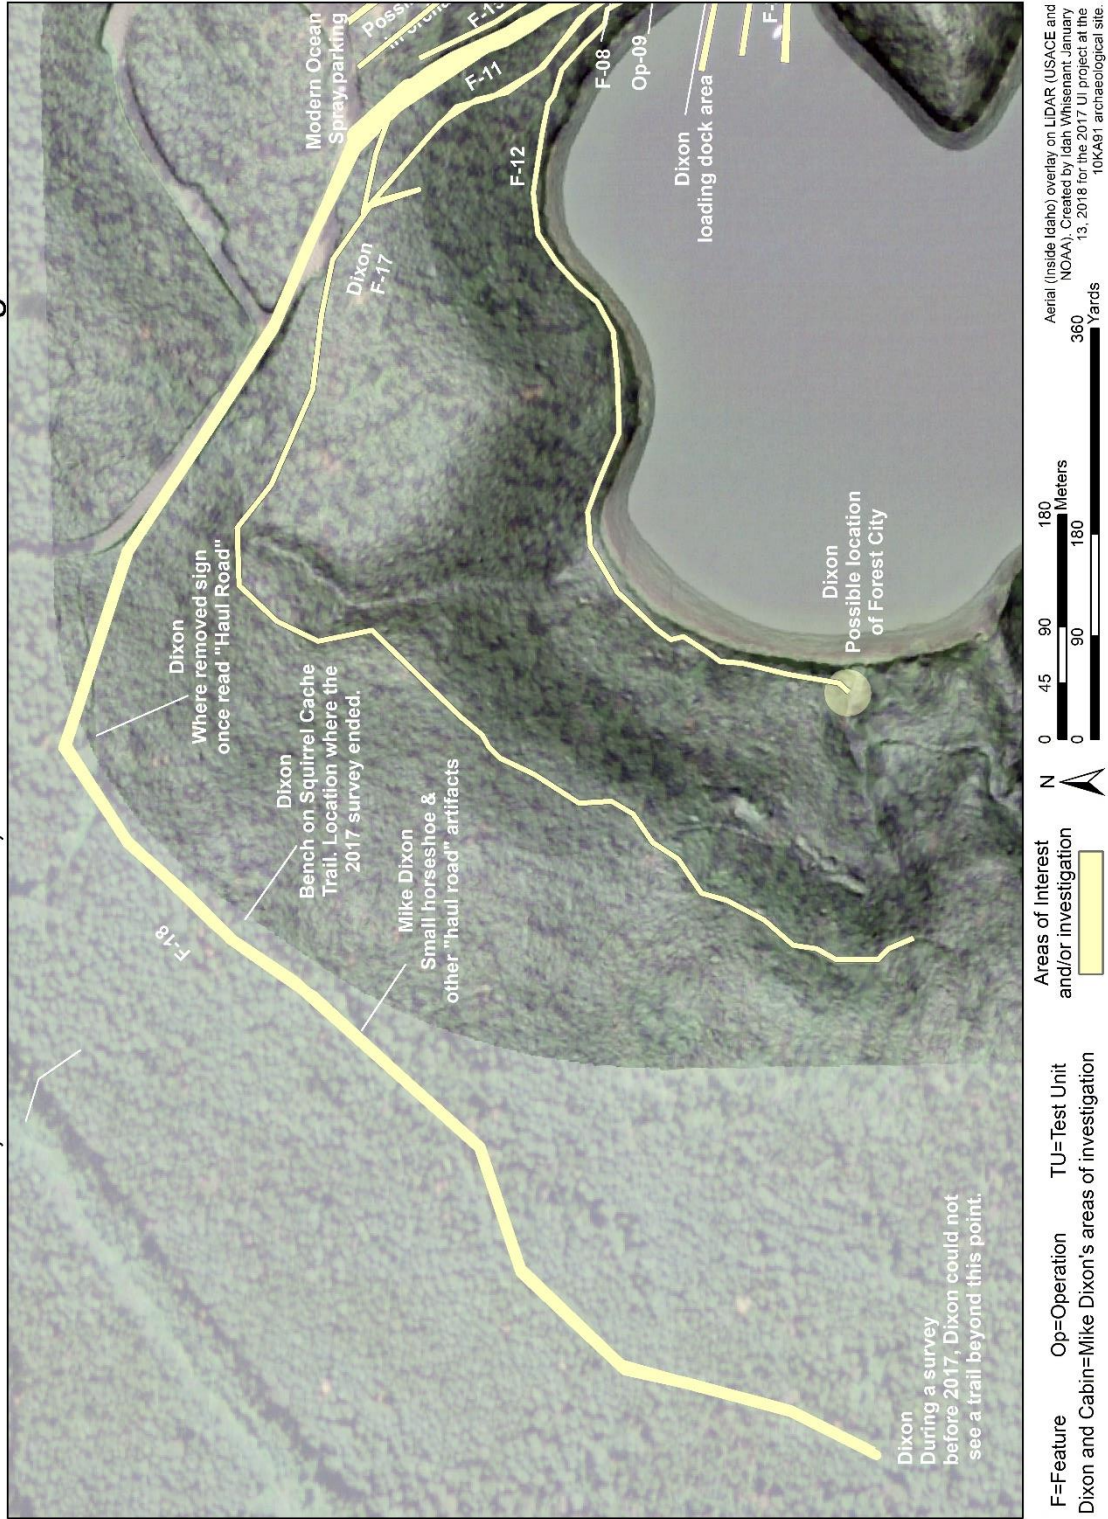 Modern Ocean
Spray parking
F-11
F-08
Op-09
F-12
Dixon
loading dock area
F-
Dixon
F-17
Dixon
Where removed sign
once read "Haul Road"
Dixon
Bench on Squirrel Cache
Trail. Location where the
2017 survey ended.
F-18
Mike Dixon
Small horseshoe &
other "haul road" artifacts
Dixon
Possible location
of Forest City
Dixon
During a survey
before 2017, Dixon could not
see a trail beyond this point.
F=Feature Op=Operation TU=Test Unit
Dixon and Cabin=Mike Dixon's areas of investigation
Areas of Interest
and/or investigation
N
0 45 90 180
Meters
0 90 180 360
Yards
Aerial (Inside Idaho) overlay on LiDAR (USACE and
NOAA). Created by Idah Whisenant January
13, 2018 for the 2017 UI project at the
10KA91 archaeological site.